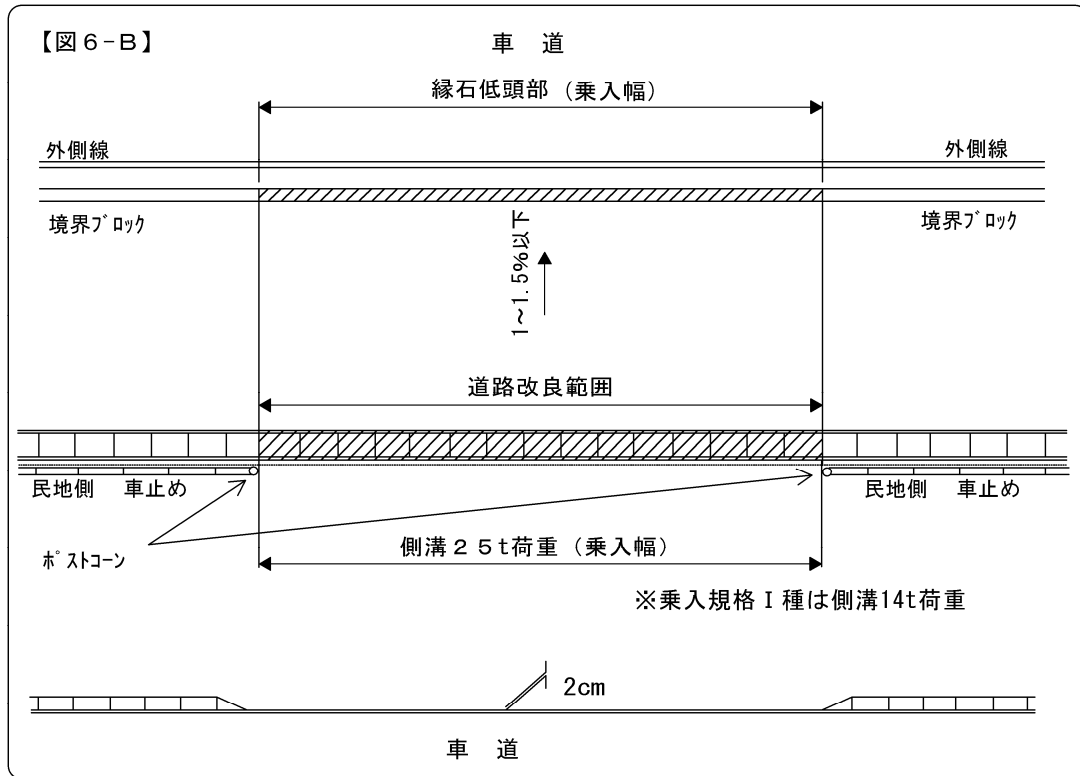 【図６-Ｂ】
車　道
縁石低頭部（乗入幅）
外側線
外側線
境界ﾌﾞﾛｯｸ
境界ﾌﾞﾛｯｸ
1~1.5%以下
道路改良範囲
民地側　車止め
民地側　車止め
ﾎﾟｽﾄコーン
側溝２５t荷重（乗入幅）
※乗入規格Ⅰ種は側溝14t荷重
2cm
車　道